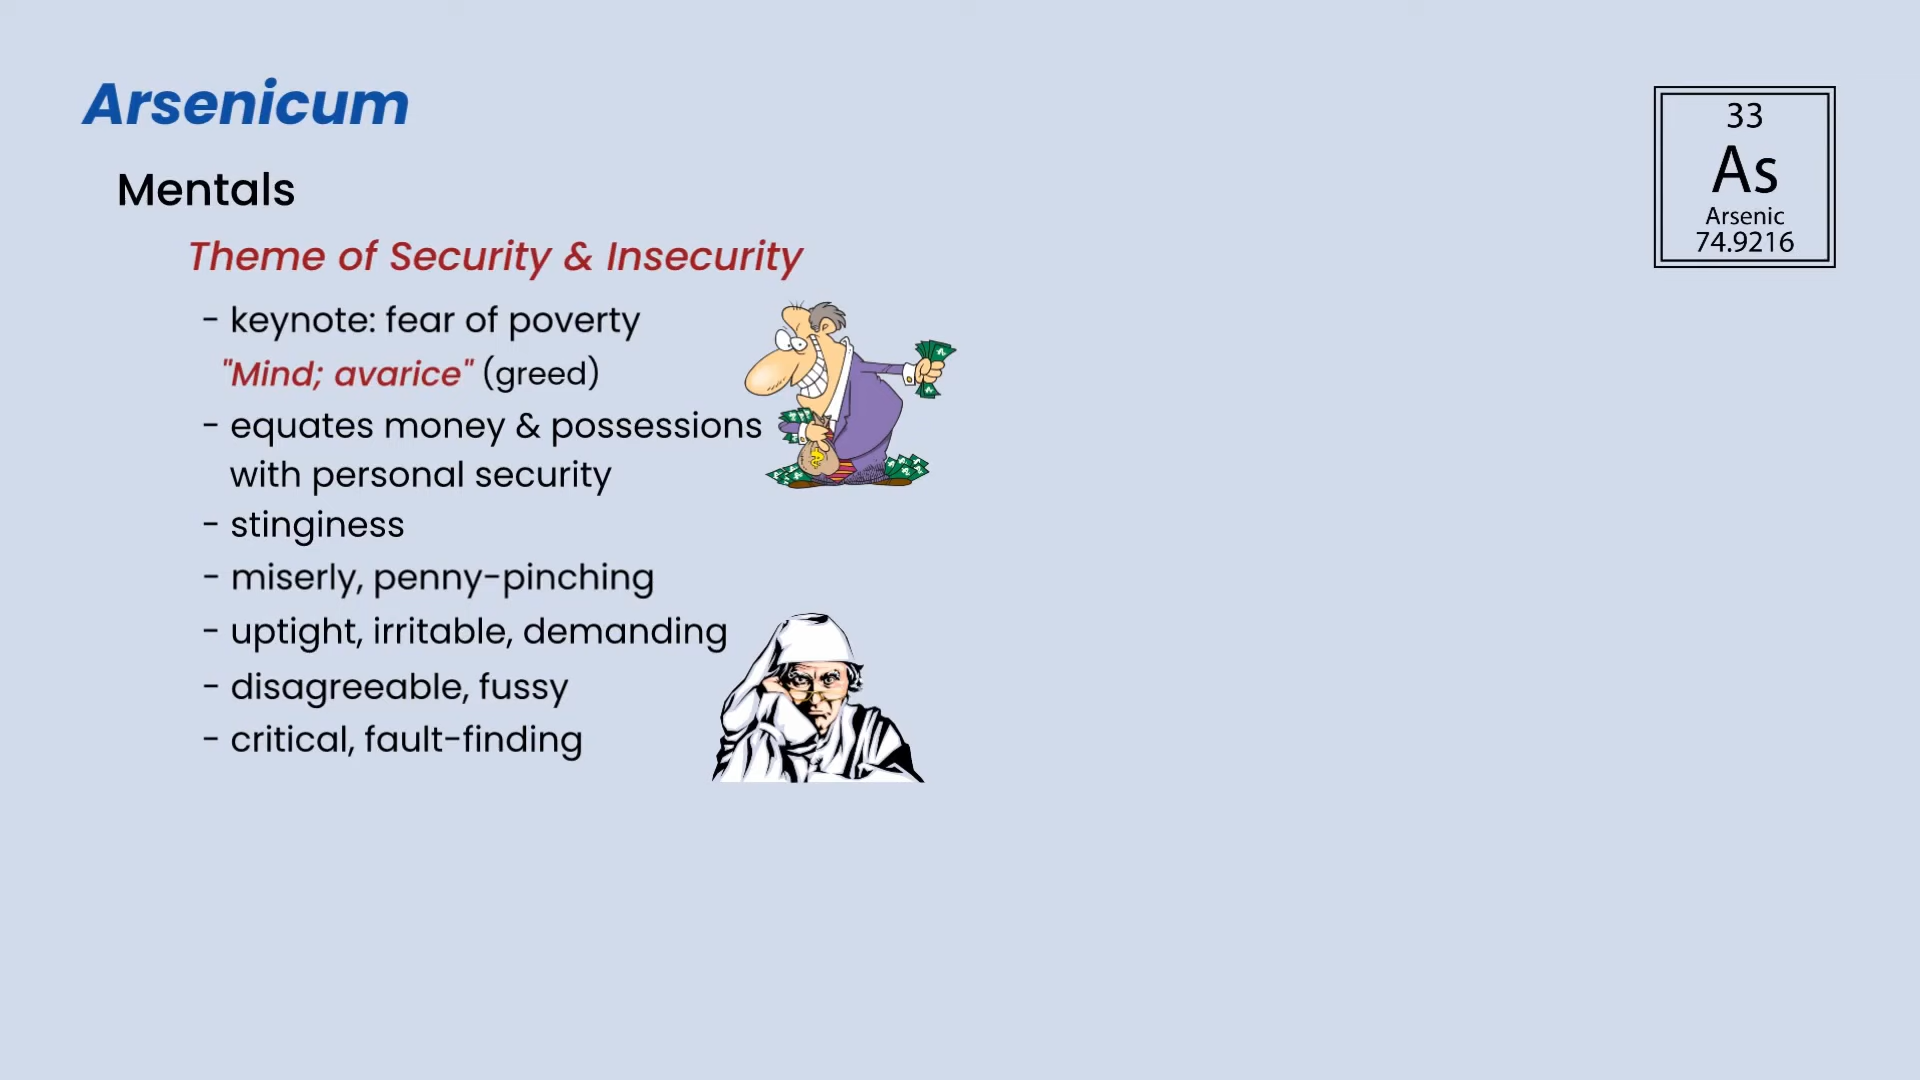 Arsenicum
33
As
Arsenic
74.9216
Mentals
Theme of Security & Insecurity
- keynote: fear of poverty
"Mind; avarice" (greed)
- equates money & possessions
with personal security
- stinginess
- miserly, penny-pinching
- uptight, irritable, demanding
- disagreeable, fussy
- critical, fault-finding